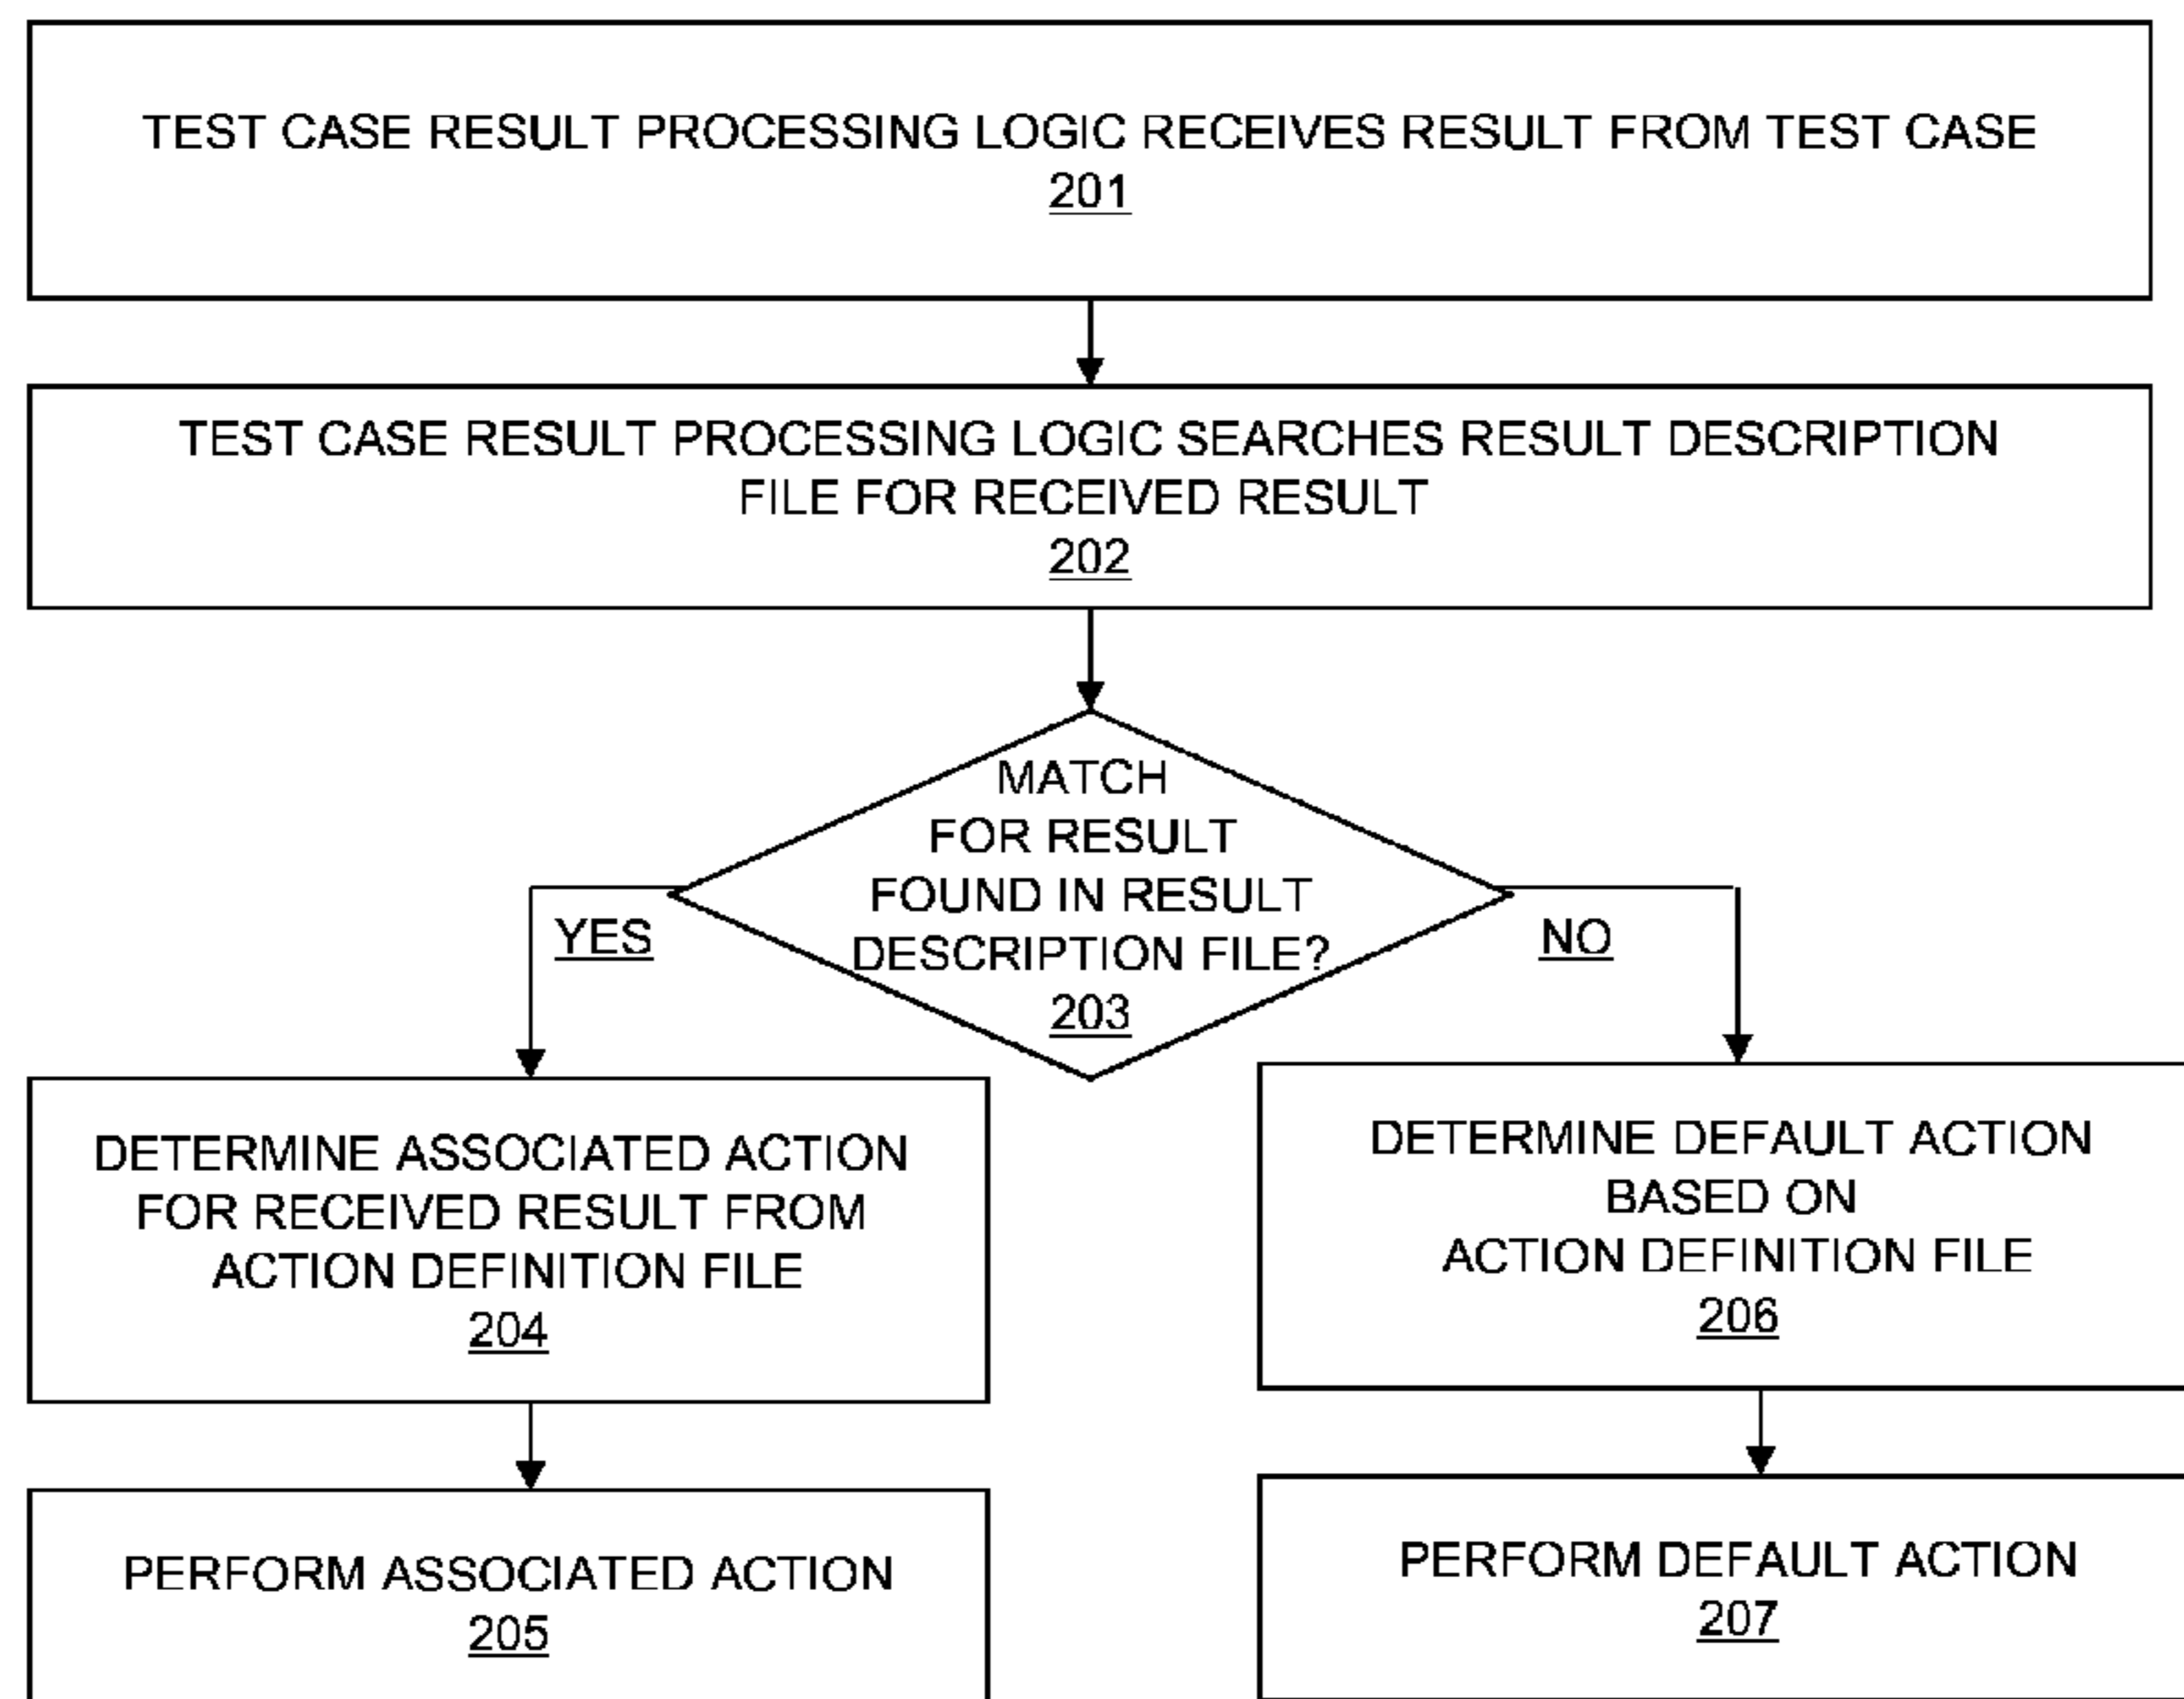 TEST CASE RESULT PROCESSING LOGIC RECEIVES RESULT FROM TEST CASE
201
TEST CASE RESULT PROCESSING LOGIC SEARCHES RESULT DESCRIPTION
FILE FOR RECEIVED RESULT
202
MATCH
FOR RESULT
FOUND IN RESULT
DESCRIPTION FILE?
203
YES
NO
DETERMINE ASSOCIATED ACTION
FOR RECEIVED RESULT FROM
ACTION DEFINITION FILE
204
DETERMINE DEFAULT ACTION
BASED ON
ACTION DEFINITION FILE
206
PERFORM ASSOCIATED ACTION
205
PERFORM DEFAULT ACTION
207